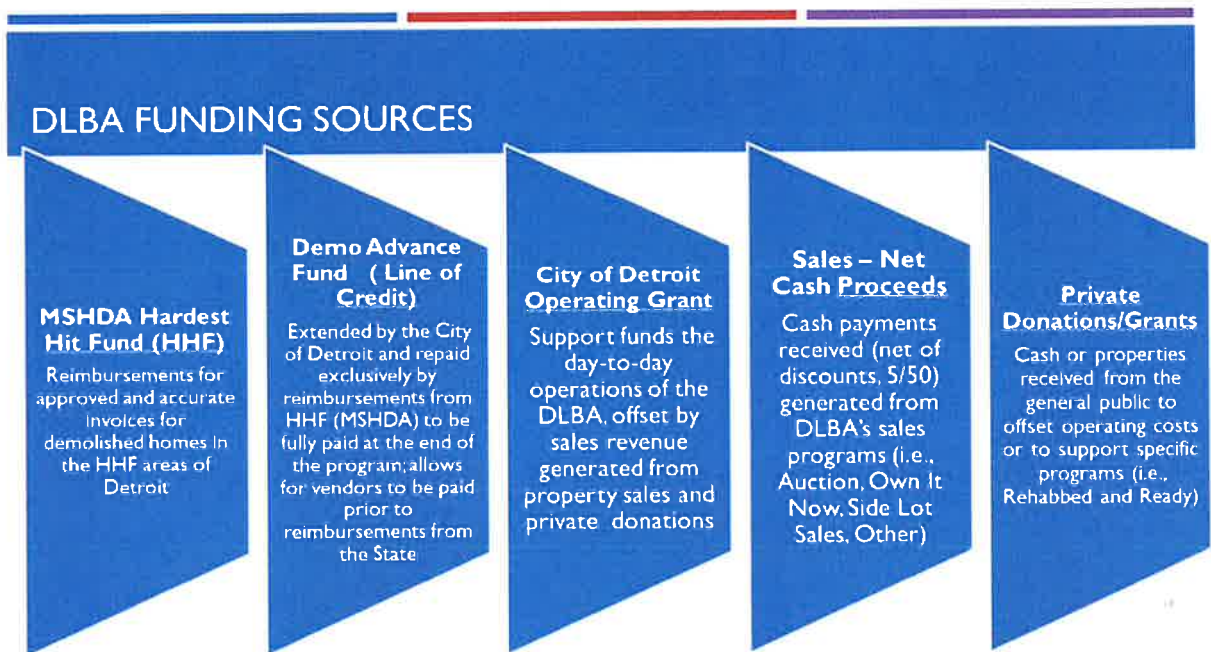 DLBA FUNDING SOURCES
MSHDA Hardest
Hit Fund (HHF)
Reimbursements for
approved and accurate
invoices for
demolished homes in
the HHF areas of
Detroit
Demo Advance
Fund ( Line of
Credit)
Extended by the City
of Detroit and repaid
exclusively by
reimbursements from
HHF (MSHDA) to be
fully paid at the end of
the program; allows
for vendors to be paid
prior to
reimbursements from
the State
City of Detroit
Operating Grant
Support funds the
day-to-day
operations of the
DLBA, offset by
sales revenue
generated from
property sales and
private donations
Sales – Net
Cash Proceeds
Cash payments
received (net of
discounts, 5/50)
generated from
DLBA's sales
programs (i.e.,
Auction, Own It
Now, Side Lot
Sales, Other)
Private
Donations/Grants
Cash or properties
received from the
general public to
offset operating costs
or to support specific
programs (i.e.,
Rehabbed and Ready)